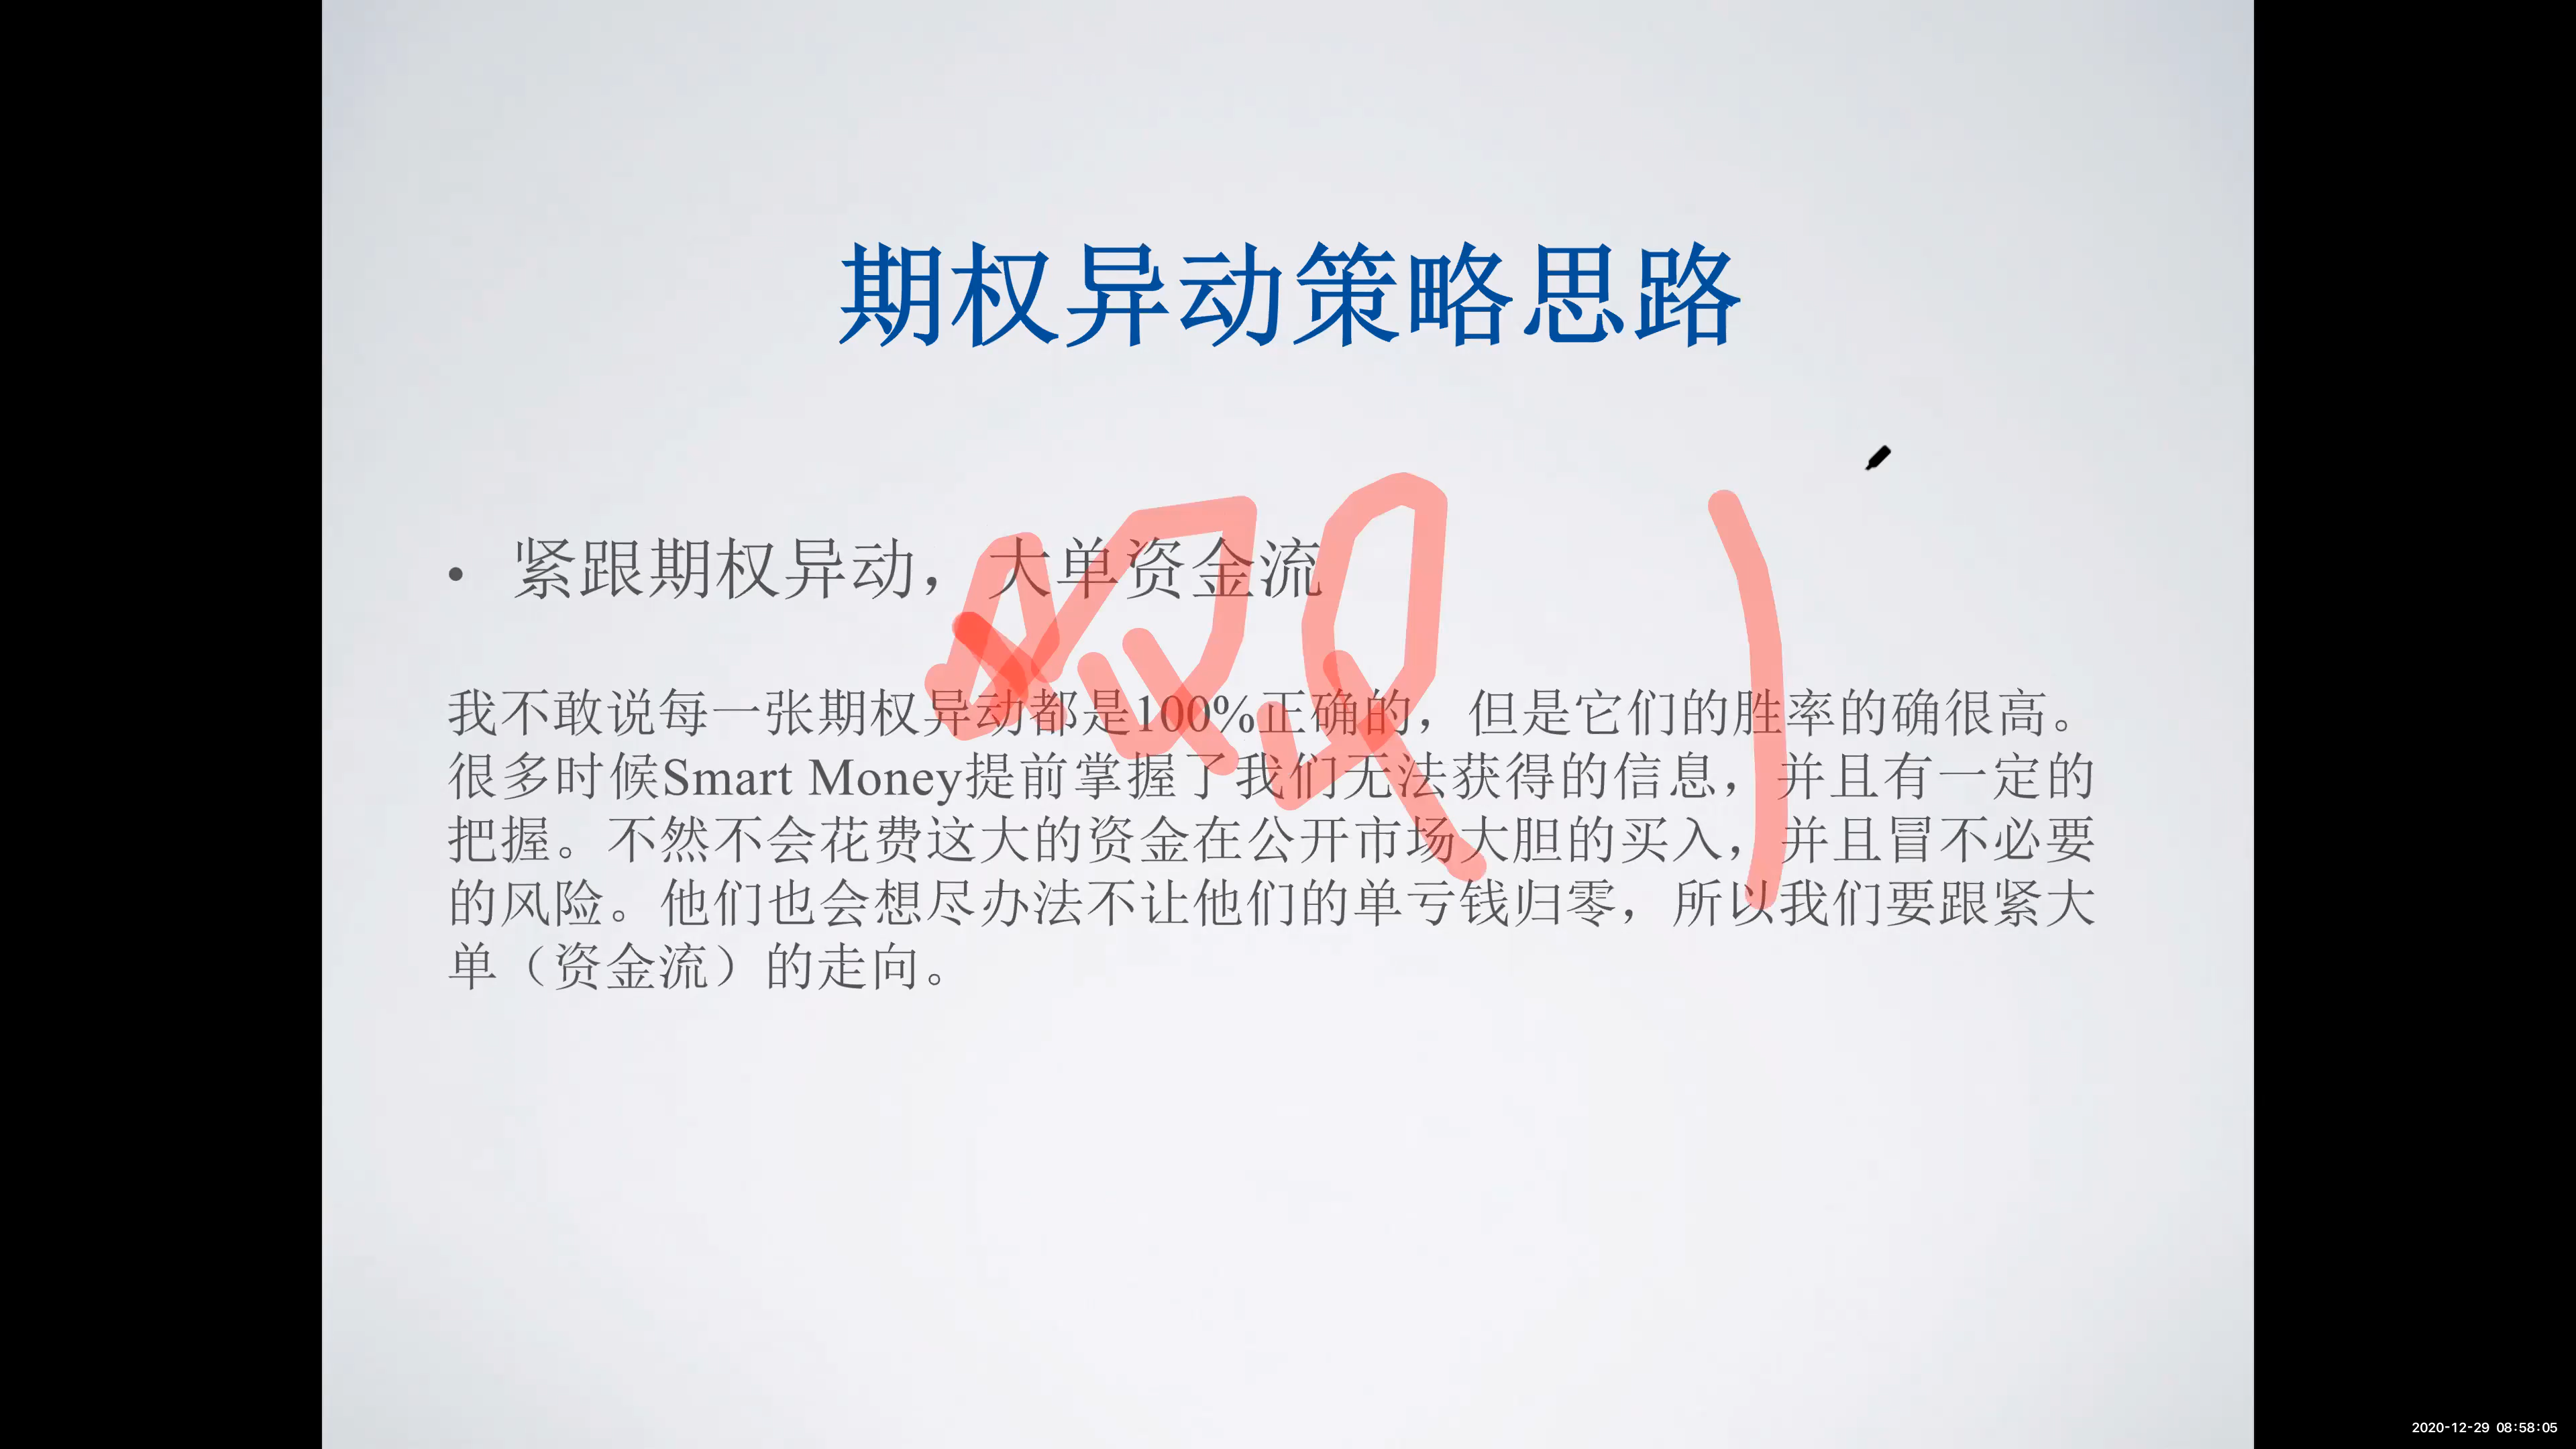 期权异动策略思路
• 紧跟期权异动，大单资金流
我不敢说每一张期权异动都是100%正确的，但是它们的胜率的确很高。
很多时候Smart Money提前掌握了我们无法获得的信息，并且有一定的
把握。不然不会花费这大的资金在公开市场大胆的买入，并且冒不必要
的风险。他们也会想尽办法不让他们的单亏钱归零，所以我们要跟紧大
单（资金流）的走向。
2020-12-29 08:58:05